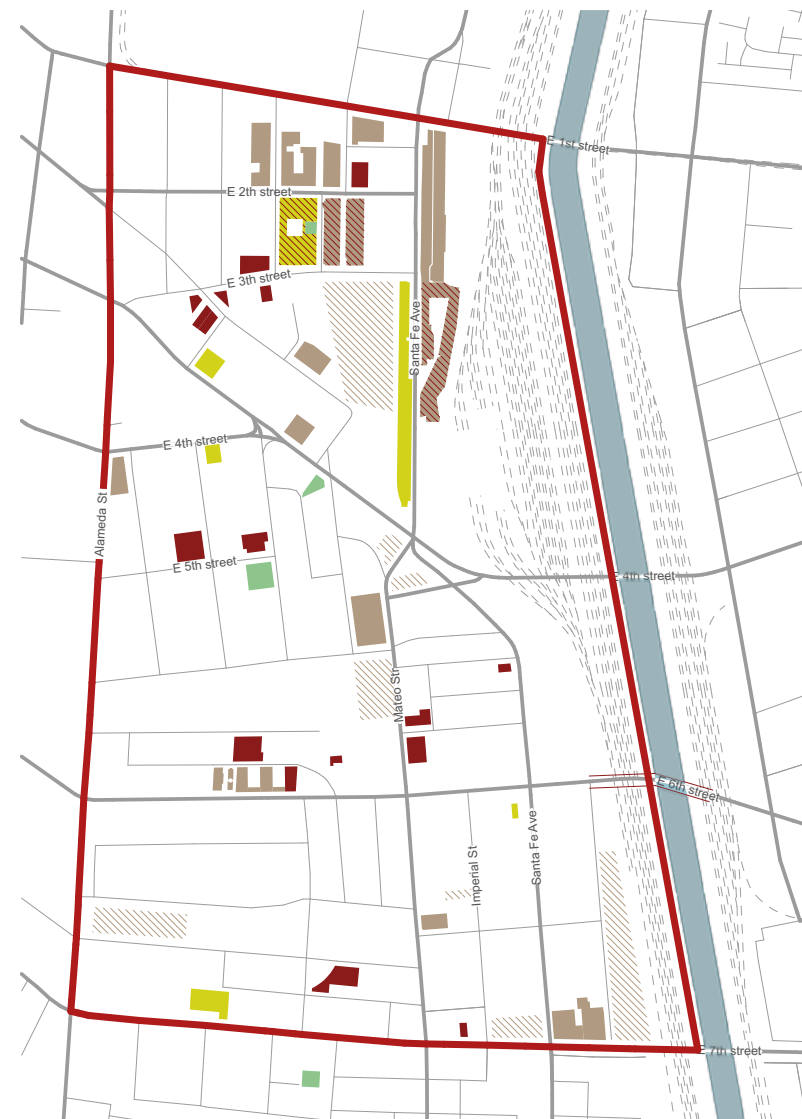 E 1st street
E 2th street
E 3th street
Santa Fe Ave
E 4th street
Alameda St
E 5th street
E 4th street
Mateo Str
E 6th street
Imperial St
Santa Fe Ave
E 7th street